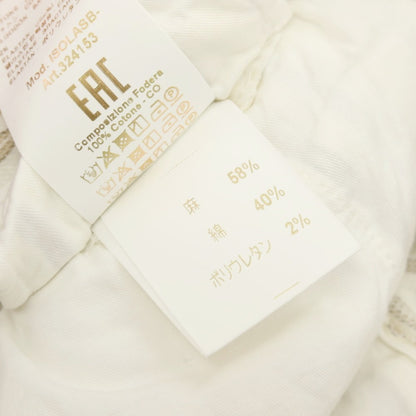 Mod. ISOLASB-
Art.324153
EAC
Composizione Fodera
100% Cotone - CO
麻 58%
綿 40%
ポリウレタン 2%